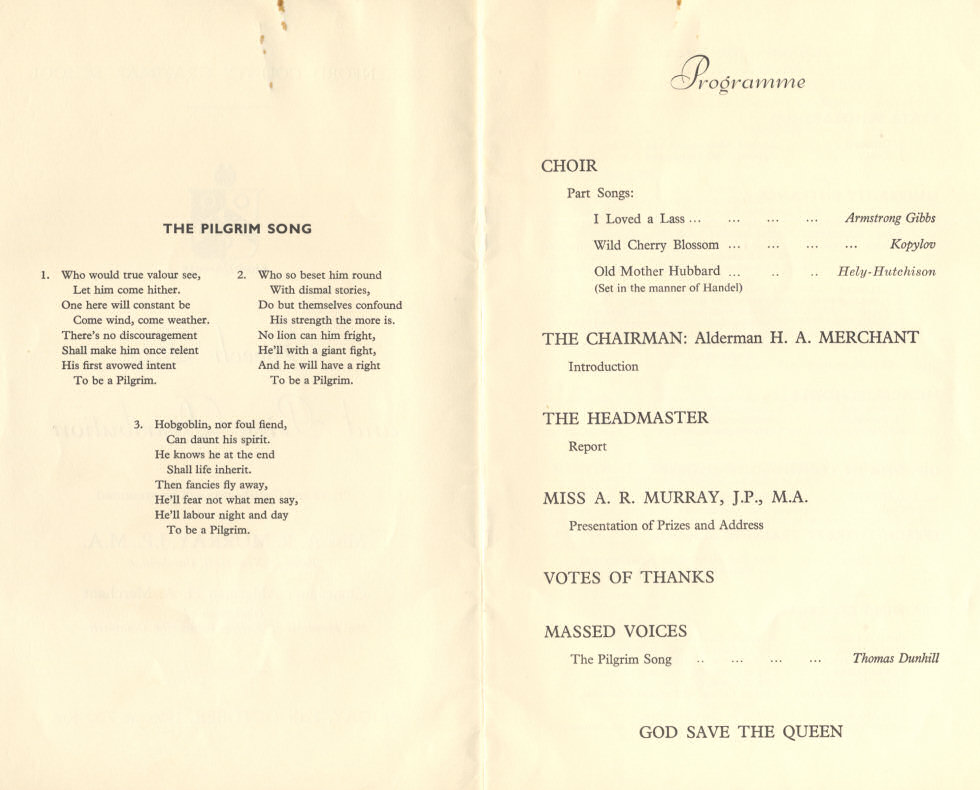 THE PILGRIM SONG
1. Who would true valour see,
Let him come hither.
One here will constant be
Come wind, come weather.
There's no discouragement
Shall make him once relent
His first avowed intent
To be a Pilgrim.
2. Who so beset him round
With dismal stories,
Do but themselves confound
His strength the more is.
No lion can him fright,
He'll with a giant fight,
And he will have a right
To be a Pilgrim.
3. Hobgoblin, nor foul fiend,
Can daunt his spirit.
He knows he at the end
Shall life inherit.
Then fancies fly away,
He'll fear not what men say,
He'll labour night and day
To be a Pilgrim.
Programme
CHOIR
Part Songs:
I Loved a Lass ... ... ... ... Armstrong Gibbs
Wild Cherry Blossom ... ... ... ... Kopylov
Old Mother Hubbard ... .. .. Hely-Hutchison
(Set in the manner of Handel)
THE CHAIRMAN: Alderman H. A. MERCHANT
Introduction
THE HEADMASTER
Report
MISS A. R. MURRAY, J.P., M.A.
Presentation of Prizes and Address
VOTES OF THANKS
MASSED VOICES
The Pilgrim Song .. ... ... ... Thomas Dunhill
GOD SAVE THE QUEEN